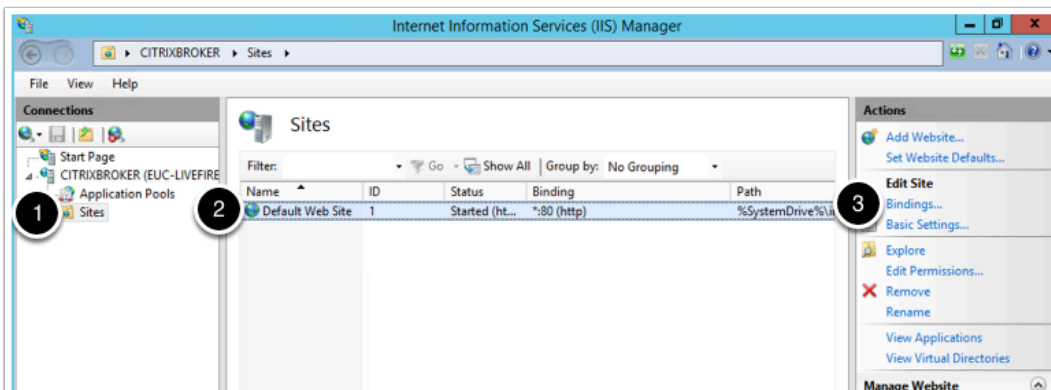 Internet Information Services (IIS) Manager
CITRIXBROKER Sites
File View Help
Connections
Start Page
CITRIXBROKER (EUC-LIVEFIRE
Application Pools
1 Sites
Sites
Filter: Go Show All Group by: No Grouping
Name ID Status Binding Path
2 Default Web Site 1 Started (ht... *:80 (http) %SystemDrive%\i
Actions
Add Website...
Set Website Defaults...
Edit Site
3 Bindings...
Basic Settings...
Explore
Edit Permissions...
Remove
Rename
View Applications
View Virtual Directories
Manage Website